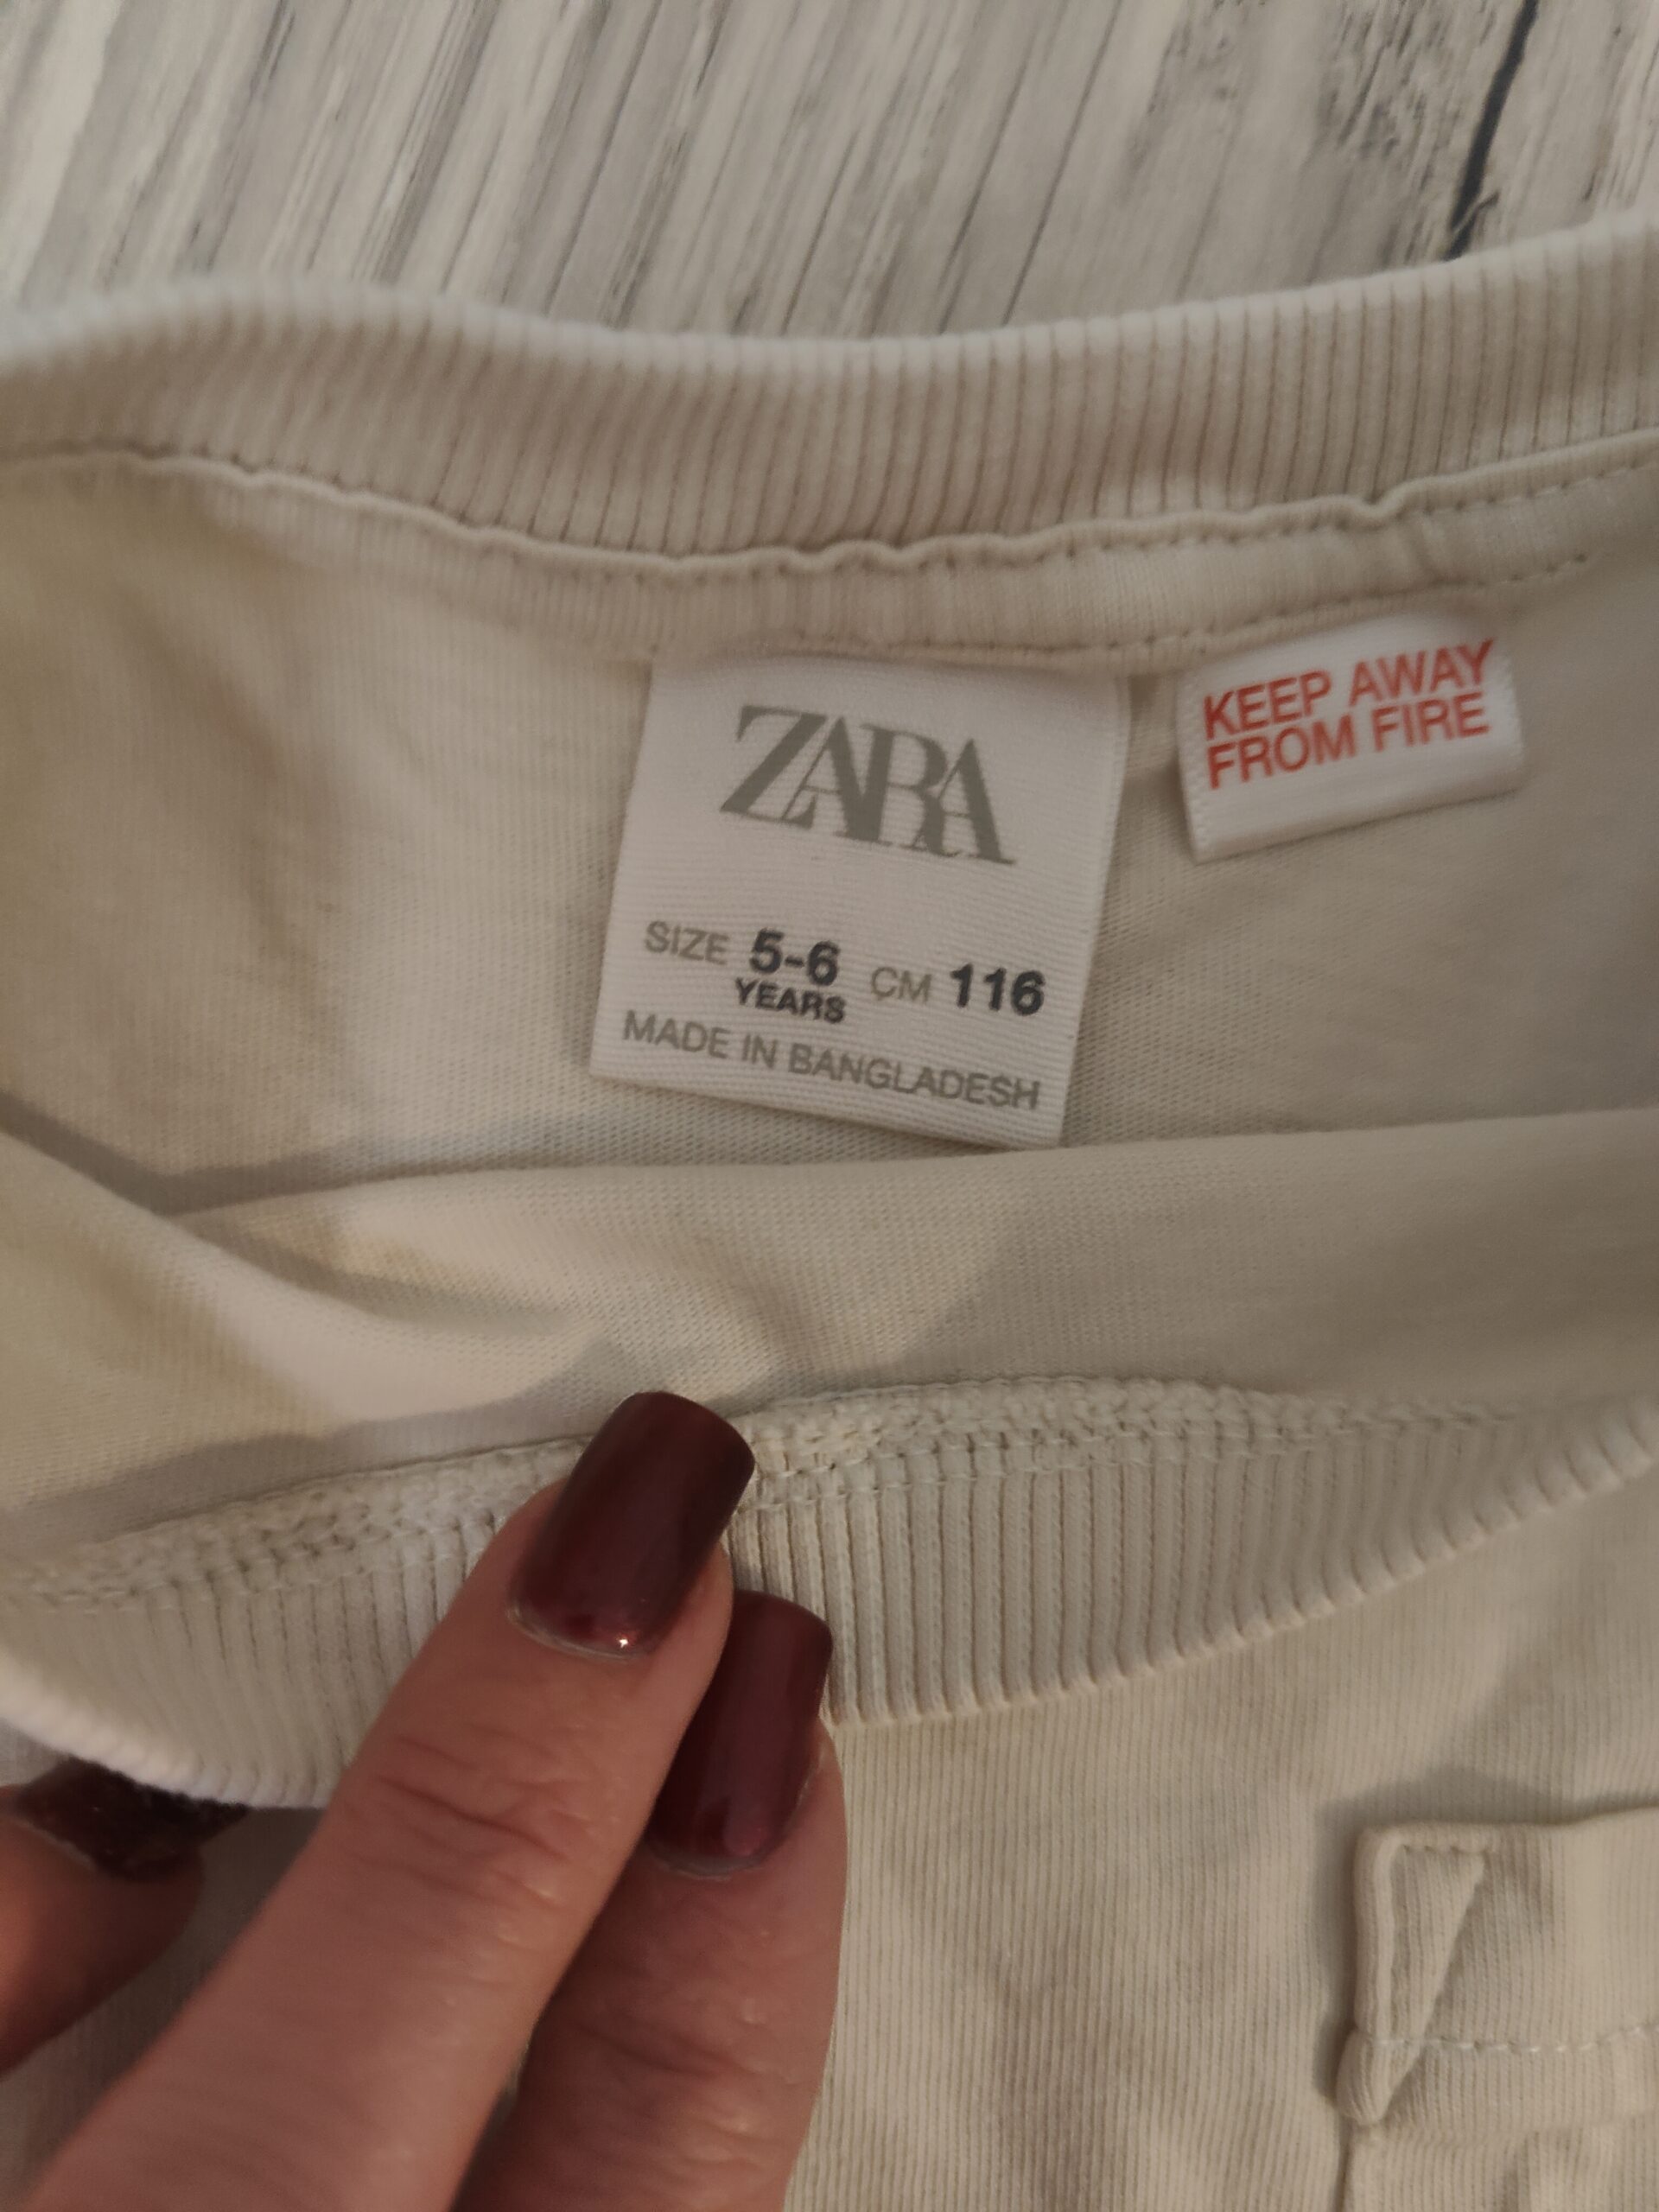 ZARA
SIZE 5-6 CM 116
YEARS
MADE IN BANGLADESH
KEEP AWAY
FROM FIRE